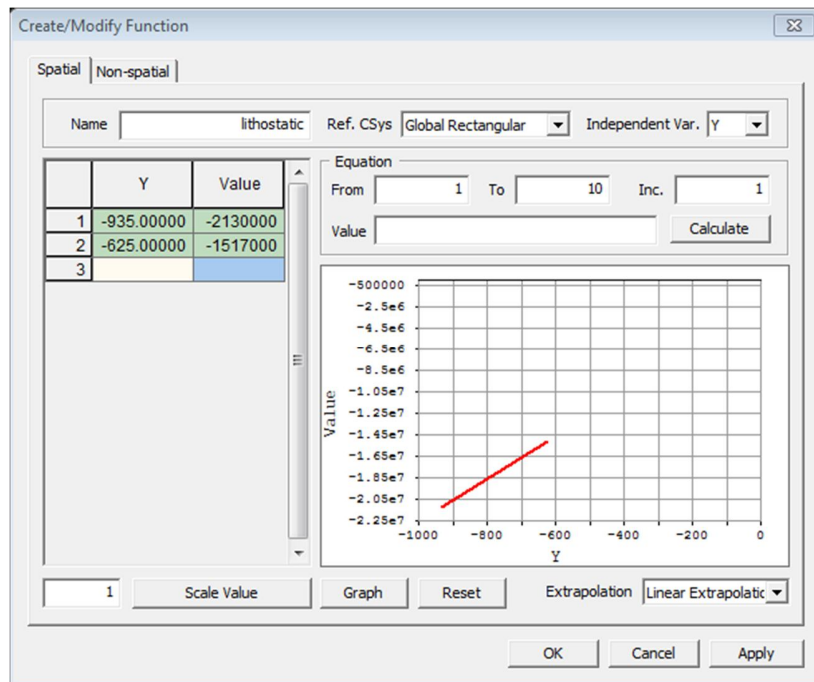 Create/Modify Function
Spatial Non-spatial
Name lithostatic Ref. CSys Global Rectangular Independent Var. Y
Equation
Y Value
From 1 To 10 Inc. 1
1 -935.00000 -2130000
Value Calculate
2 -625.00000 -1517000
3
-500000
-2.5e6
-4.5e6
-6.5e6
-8.5e6
-1.05e7
-1.25e7
-1.45e7
-1.65e7
-1.85e7
-2.05e7
-2.25e7
Value
-1000 -800 -600 -400 -200 0
Y
1 Scale Value Graph Reset Extrapolation Linear Extrapolatic
OK Cancel Apply